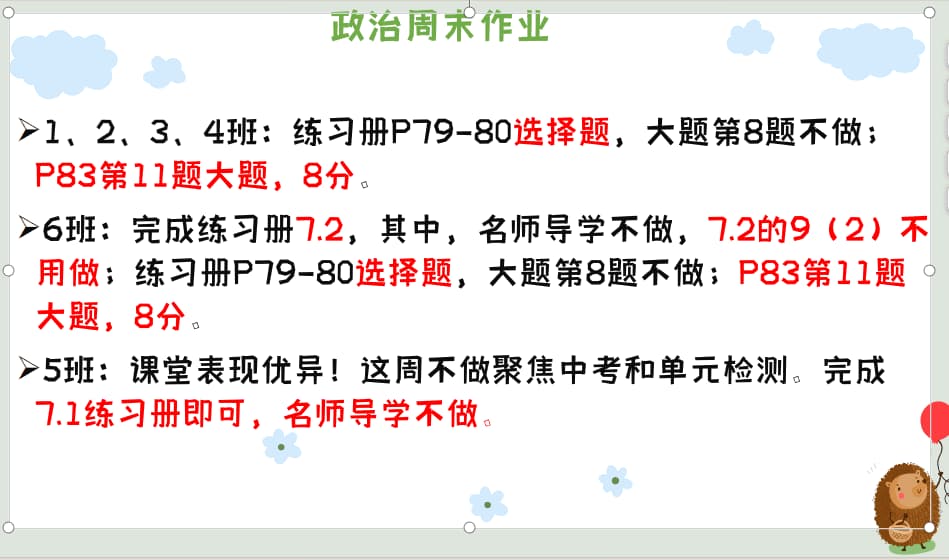 政治周末作业
➢1、2、3、4班：练习册P79-80选择题，大题第8题不做；
P83第11题大题，8分。
➢6班：完成练习册7.2，其中，名师导学不做，7.2的9（2）不
用做；练习册P79-80选择题，大题第8题不做；P83第11题
大题，8分。
➢5班：课堂表现优异！这周不做聚焦中考和单元检测。完成
7.1练习册即可，名师导学不做。